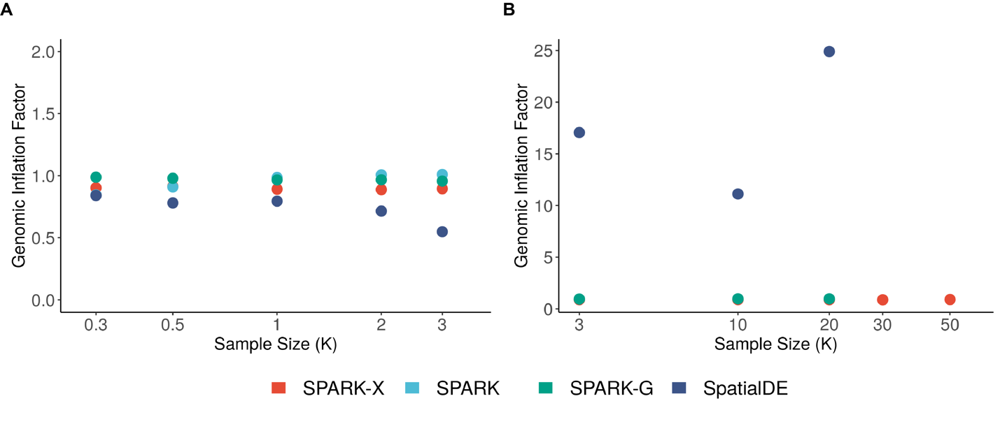 A
B
Genomic Inflation Factor
2.0
1.5
1.0
0.5
0.0
0.3 0.5 1 2 3
Sample Size (K)
Genomic Inflation Factor
25
20
15
10
5
0
3 10 20 30 50
Sample Size (K)
SPARK-X SPARK SPARK-G SpatialDE